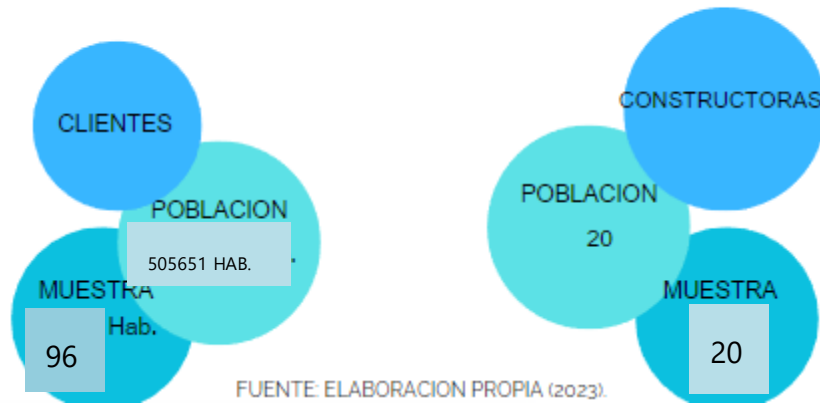 CLIENTES
POBLACION
505651 HAB.
MUESTRA
96 Hab.
CONSTRUCTORAS
POBLACION
20
MUESTRA
20
FUENTE: ELABORACION PROPIA (2023).